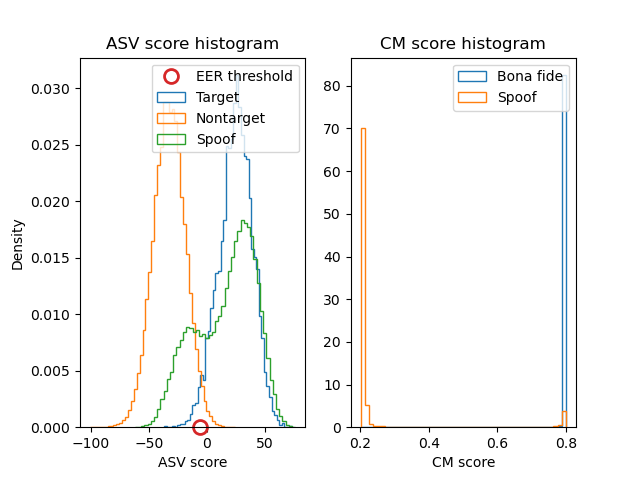 ASV score histogram
EER threshold
Target
Nontarget
Spoof
0.030
0.025
0.020
0.015
0.010
0.005
0.000
Density
−100
−50
0
50
ASV score
CM score histogram
Bona fide
Spoof
80
70
60
50
40
30
20
10
0
0.2
0.4
0.6
0.8
CM score